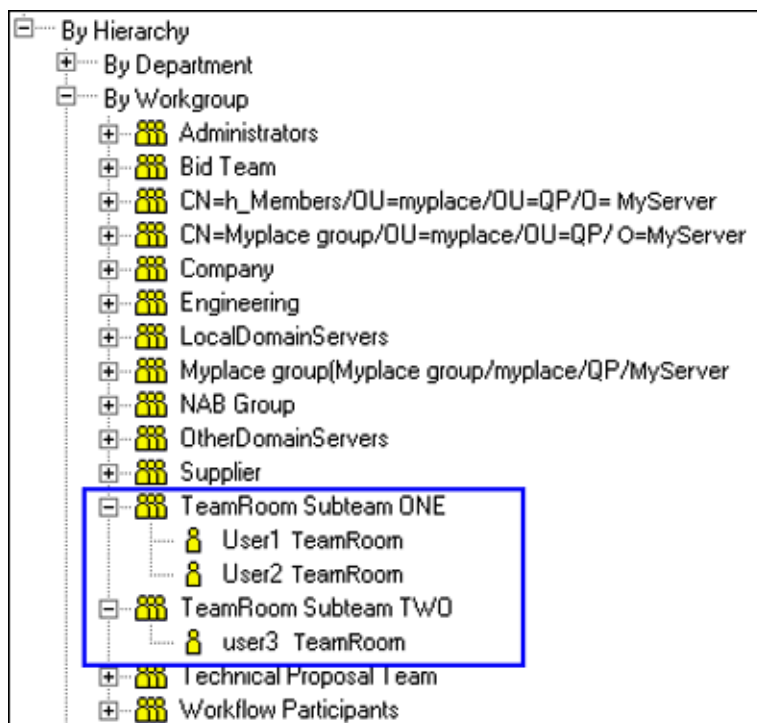 By Hierarchy
By Department
By Workgroup
Administrators
Bid Team
CN=h_Members/OU=myplace/OU=QP/O= MyServer
CN=Myplace group/OU=myplace/OU=QP/ O=MyServer
Company
Engineering
LocalDomainServers
Myplace group(Myplace group/myplace/QP/MyServer
NAB Group
OtherDomainServers
Supplier
TeamRoom Subteam ONE
User1 TeamRoom
User2 TeamRoom
TeamRoom Subteam TWO
user3 TeamRoom
Technical Proposal Team
Workflow Participants